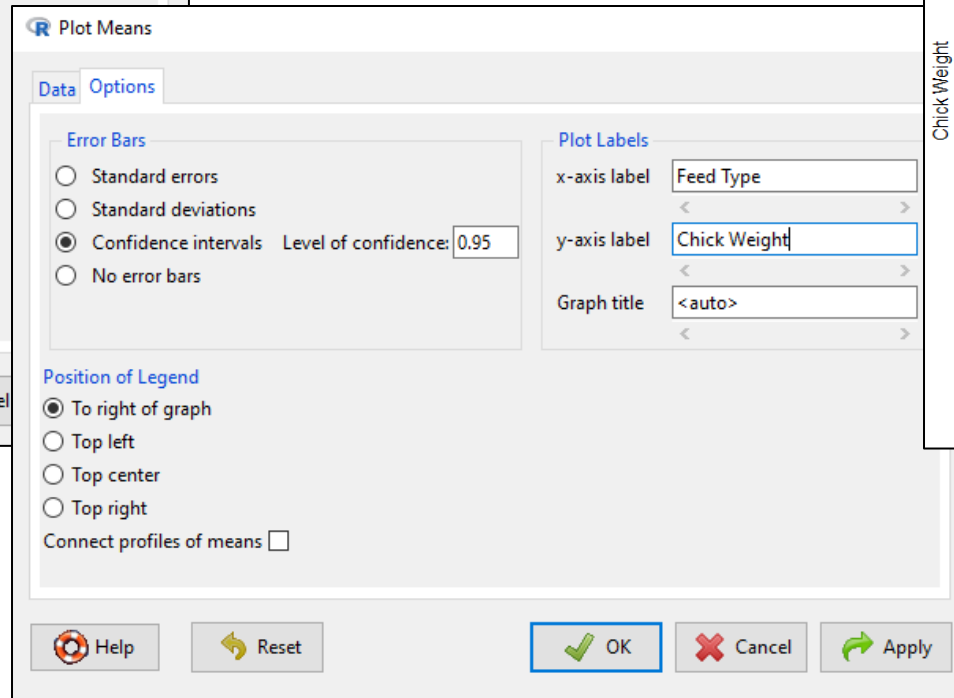 Plot Means
Data Options
Error Bars
Standard errors
Standard deviations
Confidence intervals Level of confidence: 0.95
No error bars
Plot Labels
x-axis label Feed Type
y-axis label Chick Weight
Graph title <auto>
Position of Legend
To right of graph
Top left
Top center
Top right
Connect profiles of means
Help Reset OK Cancel Apply
Chick Weight
el